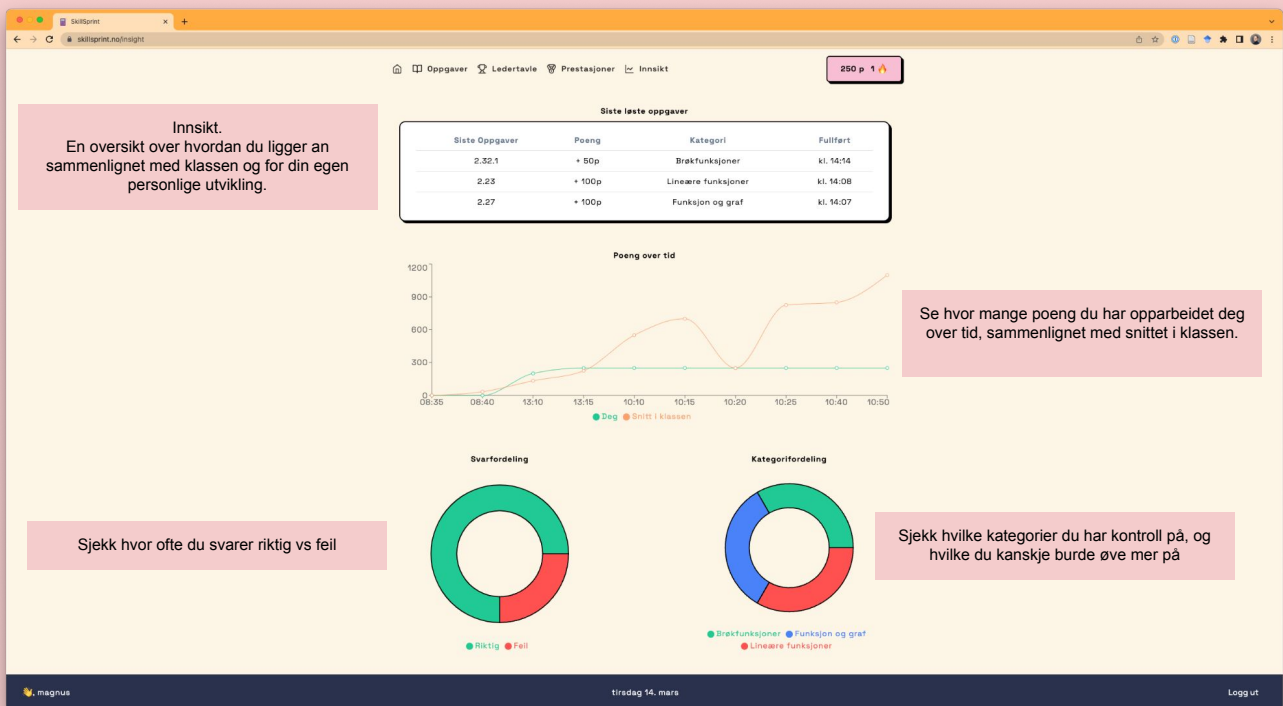 SkillSprint
skillsprint.no/insight
Oppgaver Ledertavle Prestasjoner Innsikt
250 p 1
Innsikt.
En oversikt over hvordan du ligger an
sammenlignet med klassen og for din egen
personlige utvikling.
Siste løste oppgaver
Siste Oppgaver Poeng Kategori Fullført
2.32.1 + 50p Brøkfunksjoner kl. 14:14
2.23 + 100p Lineære funksjoner kl. 14:08
2.27 + 100p Funksjon og graf kl. 14:07
Poeng over tid
1200
900
600
300
0
08:35 08:40 13:10 13:15 10:10 10:15 10:20 10:25 10:40 10:50
Deg Snitt i klassen
Se hvor mange poeng du har opparbeidet deg
over tid, sammenlignet med snittet i klassen.
Svarfordeling
Riktig Feil
Sjekk hvor ofte du svarer riktig vs feil
Kategorifordeling
Brøkfunksjoner Funksjon og graf
Lineære funksjoner
Sjekk hvilke kategorier du har kontroll på, og
hvilke du kanskje burde øve mer på
👋, magnus
tirsdag 14. mars
Logg ut